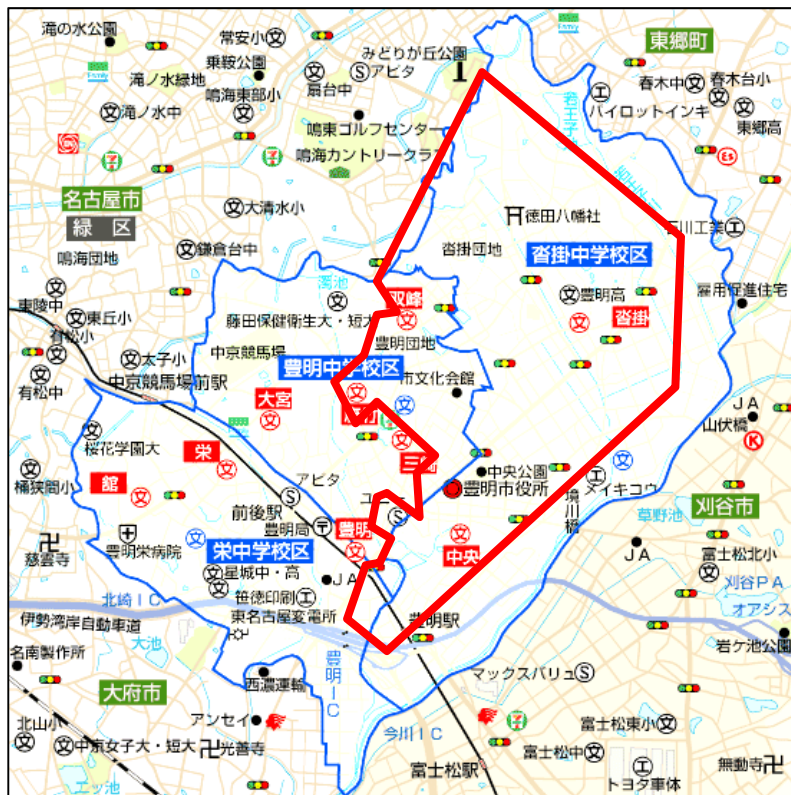 滝の水公園
常安小
みどりが丘公園
東郷町
滝ノ水緑地
乗鞍公園
アピタ
春木中
春木台小
鳴海東部小
扇台中
滝ノ水中
パイロットインキ
東郷高
鳴東ゴルフセンター
鳴海カントリークラブ
若王子
名古屋市
緑 区
大清水小
徳田八幡社
石川工業
鎌倉台中
沓掛団地
沓掛中学校区
鳴海団地
濁池
双峰
豊明高
雇用促進住宅
東陵中
東丘小
藤田保健衛生大・短大
沓掛
有松小
太子小
中京競馬場
豊明団地
豊明中学校区
有松中
中京競馬場前駅
市文化会館
大宮
JA
山伏橋
桜花学園大
栄
アピタ
中央公園
桶狭間小
舘
ユニー
豊明市役所
メイキコウ
境川橋
刈谷市
前後駅
豊明局
豊明
草野池
慈雲寺
豊明栄病院
栄中学校区
中央
JA
富士松北小
星城中・高
JA
刈谷PA
北崎IC
笹徳印刷
オアシス
伊勢湾岸自動車道
東名古屋変電所
豊明駅
岩ケ池公園
大池
名南製作所
豊明IC
マックスバリュ
大府市
西濃運輸
アンセイ
今川IC
富士松東小
北山小
中京女子大・短大
光善寺
富士松中
富士松駅
無動寺
トヨタ車体
二ツ池